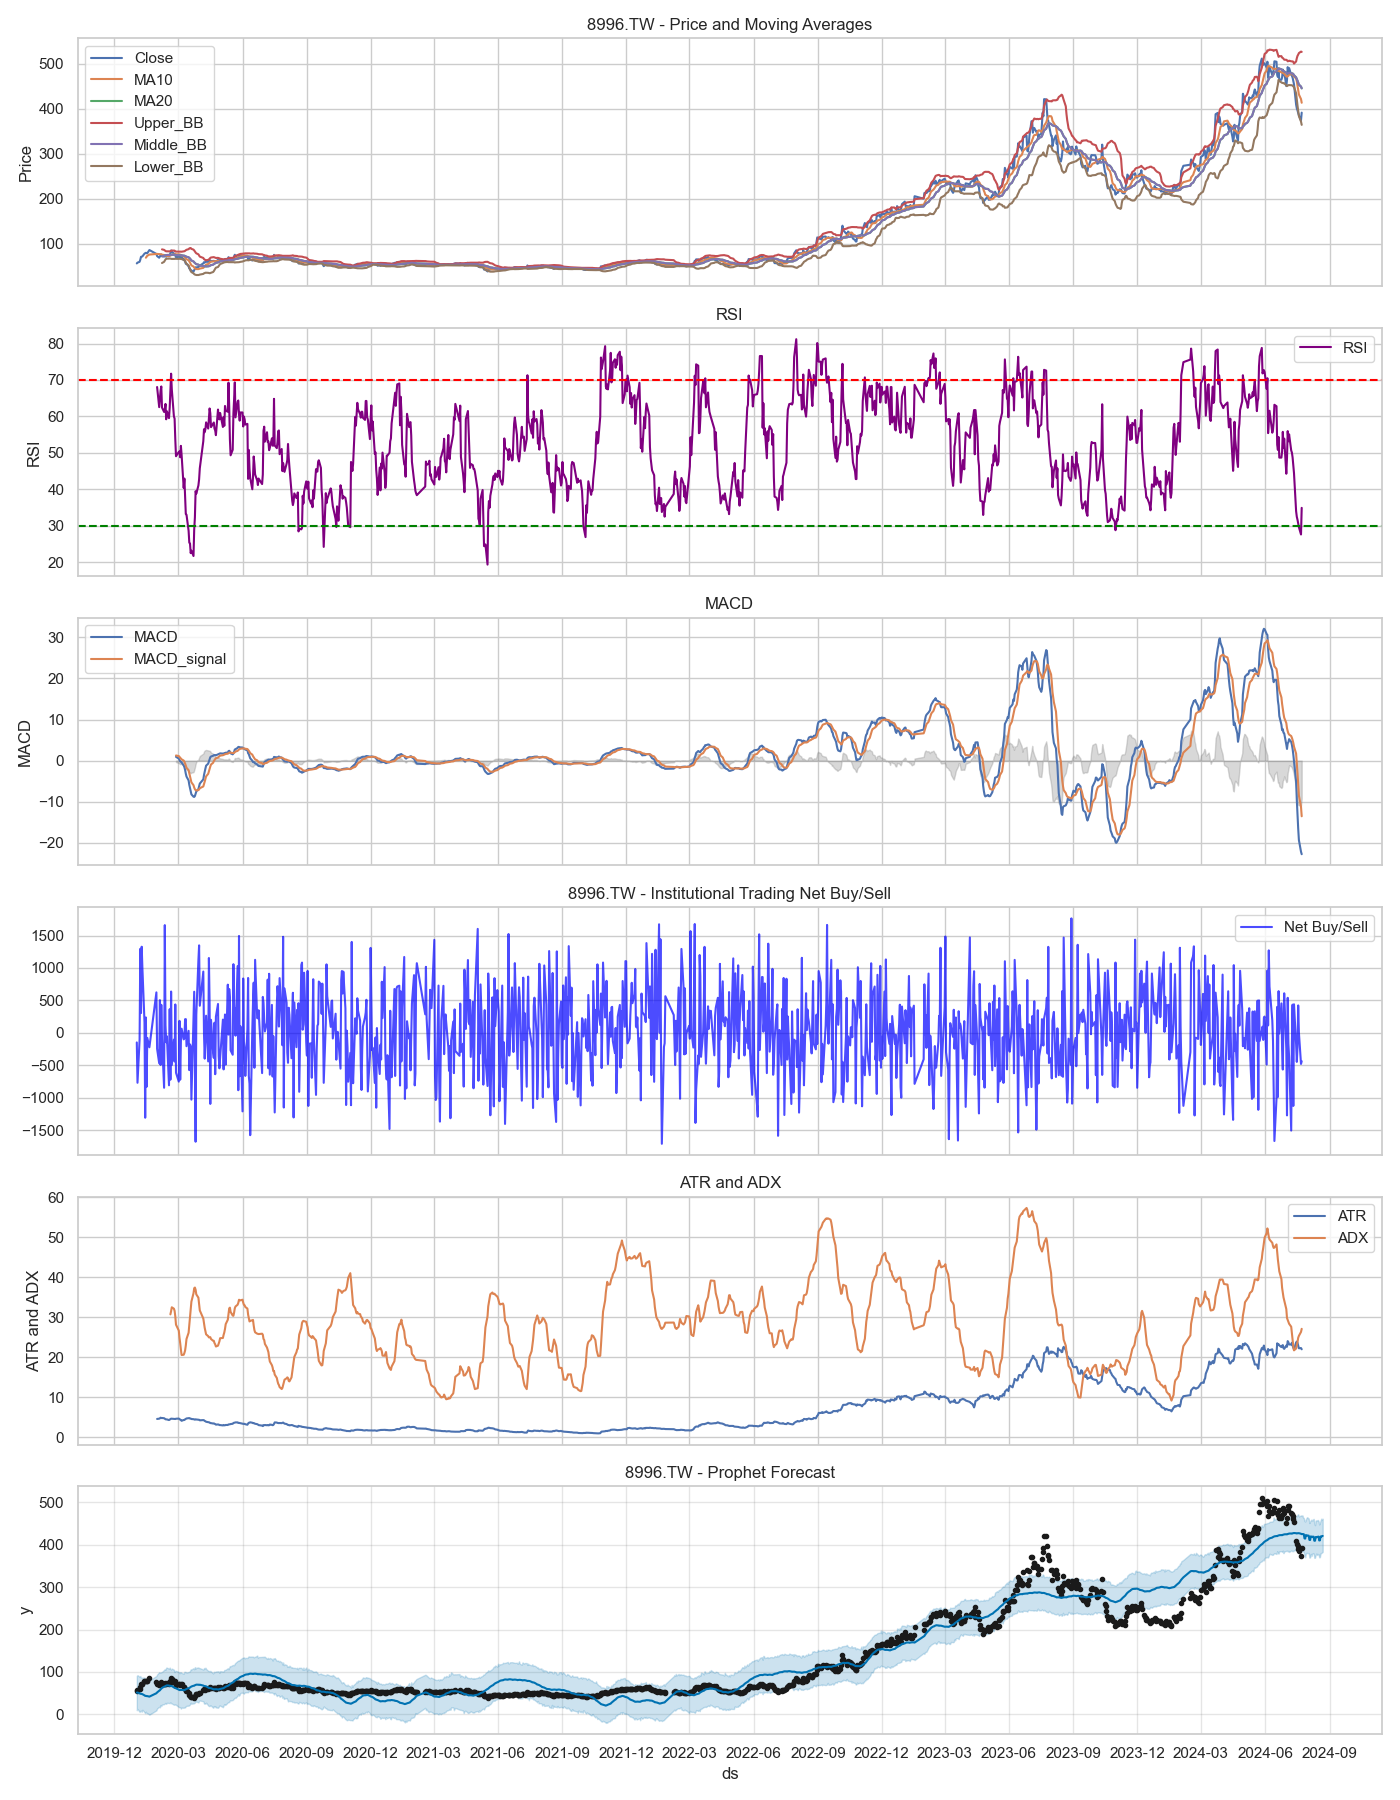 8996.TW - Price and Moving Averages
Close
MA10
MA20
Upper_BB
Middle_BB
Lower_BB
Price
500
400
300
200
100
RSI
RSI
RSI
80
70
60
50
40
30
20
MACD
MACD
MACD_signal
MACD
30
20
10
0
−10
−20
8996.TW - Institutional Trading Net Buy/Sell
Net Buy/Sell
1500
1000
500
0
−500
−1000
−1500
ATR and ADX
ATR
ADX
ATR and ADX
60
50
40
30
20
10
0
8996.TW - Prophet Forecast
y
500
400
300
200
100
0
2019-12 2020-03 2020-06 2020-09 2020-12 2021-03 2021-06 2021-09 2021-12 2022-03 2022-06 2022-09 2022-12 2023-03 2023-06 2023-09 2023-12 2024-03 2024-06 2024-09
ds